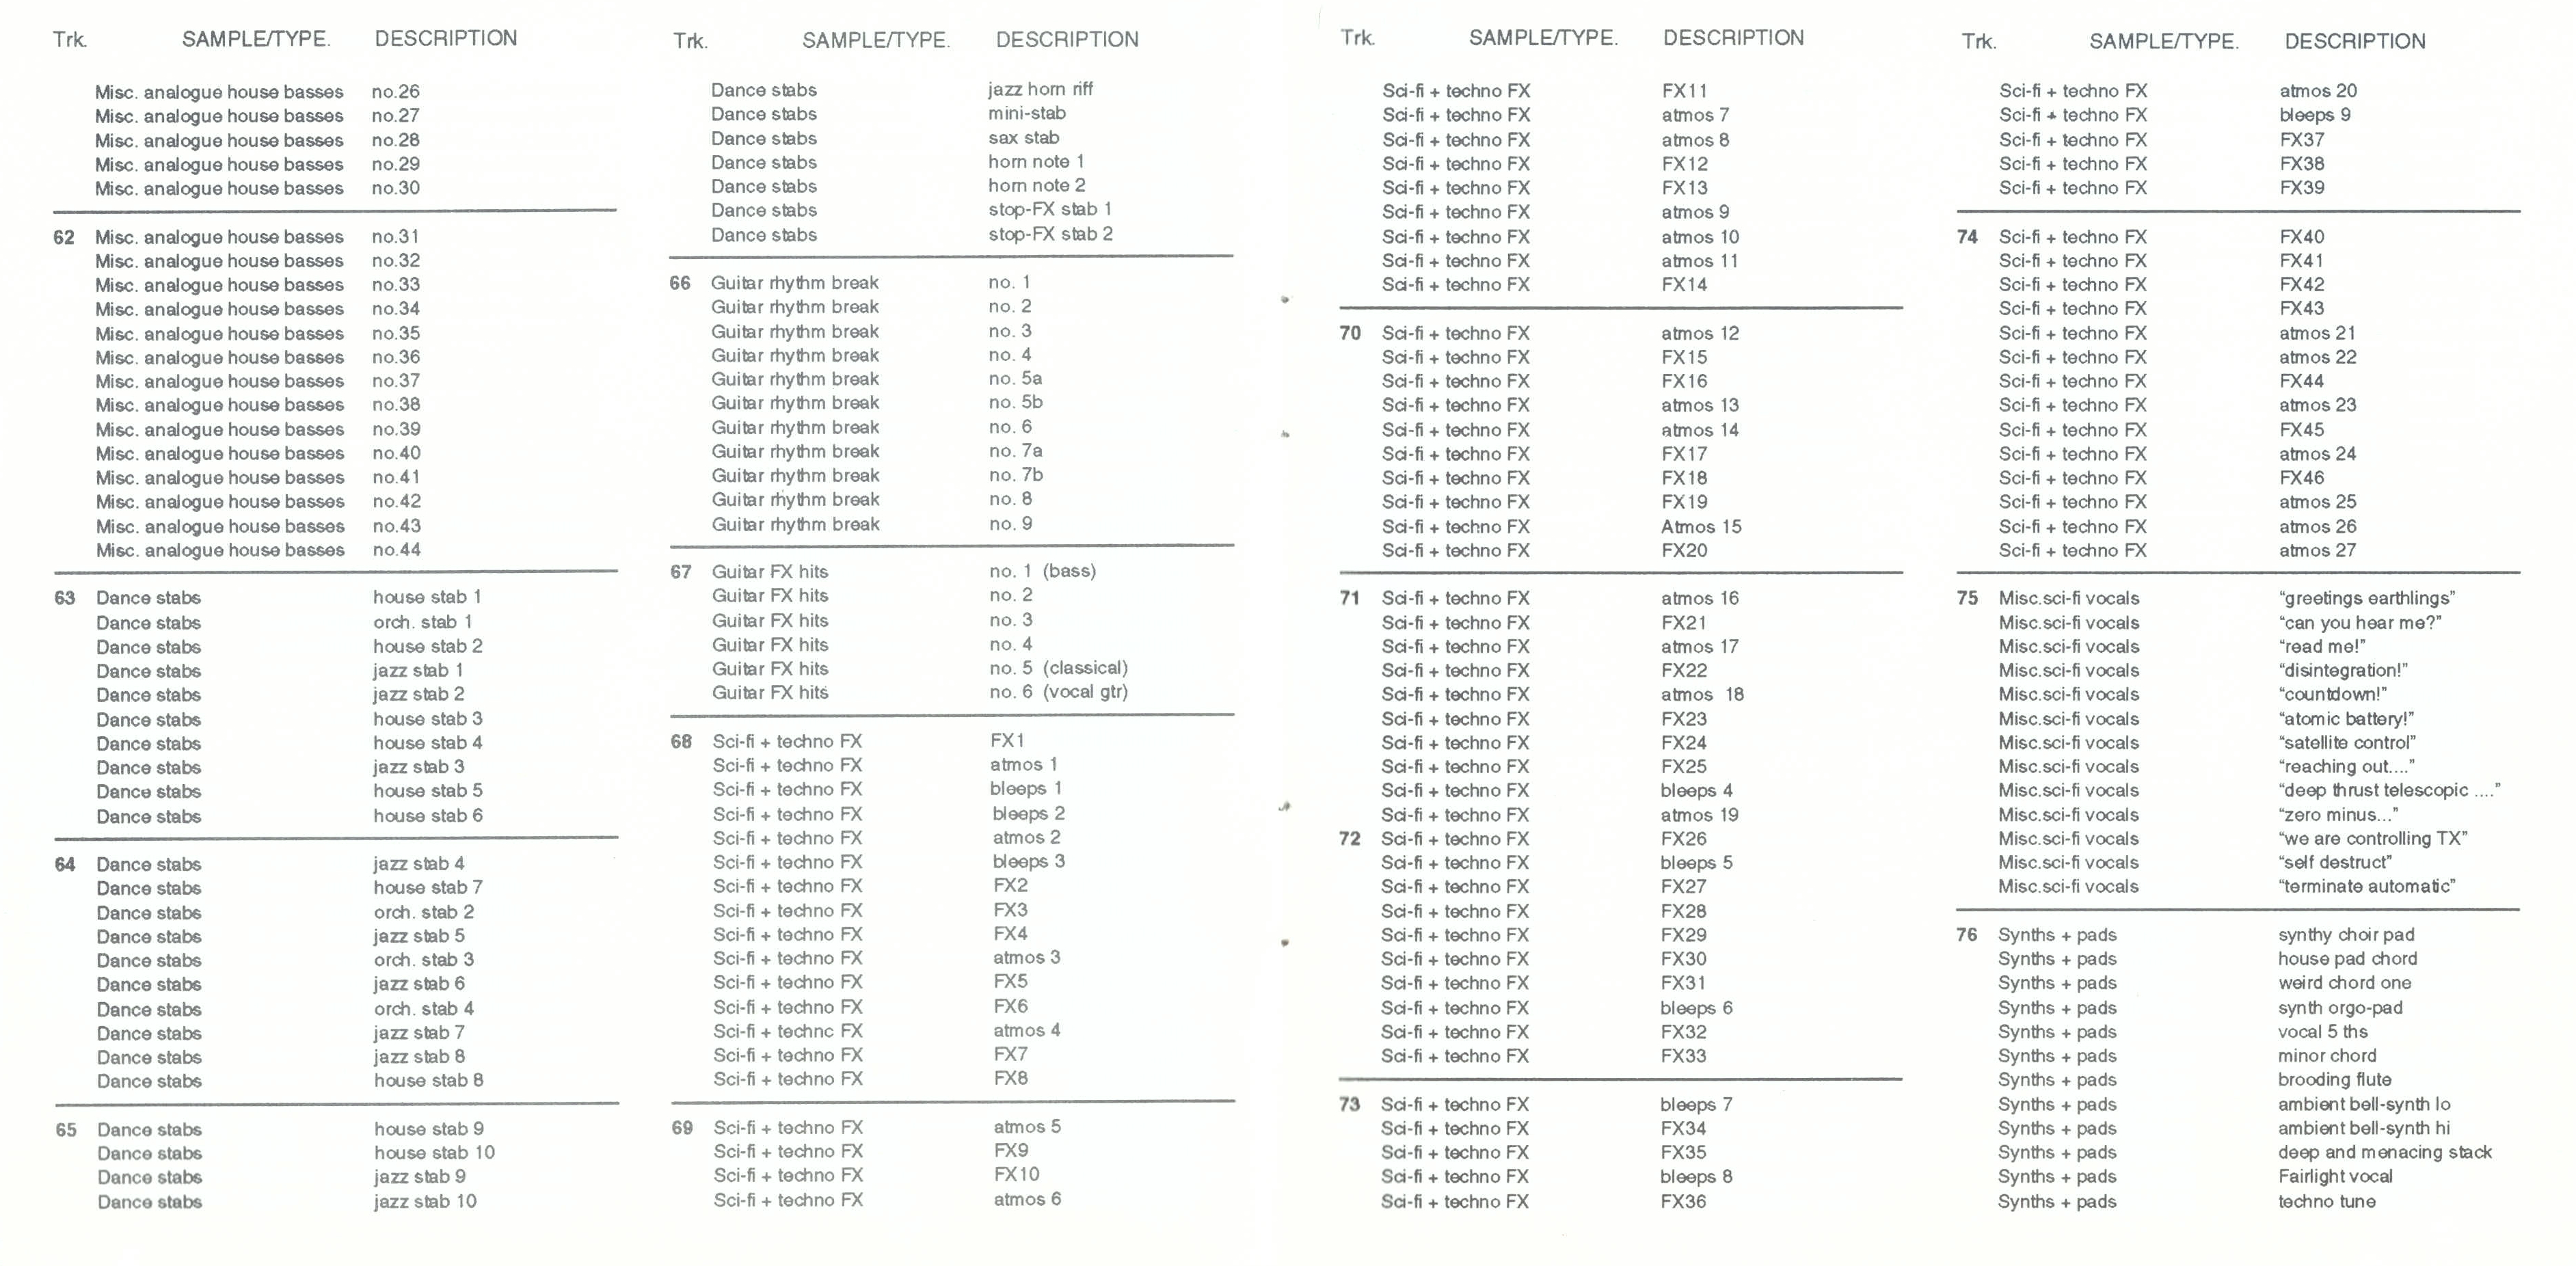 Trk. SAMPLE/TYPE. DESCRIPTION
Misc. analogue house basses no.26
Misc. analogue house basses no.27
Misc. analogue house basses no.28
Misc. analogue house basses no.29
Misc. analogue house basses no.30
62 Misc. analogue house basses no.31
Misc. analogue house basses no.32
Misc. analogue house basses no.33
Misc. analogue house basses no.34
Misc. analogue house basses no.35
Misc. analogue house basses no.36
Misc. analogue house basses no.37
Misc. analogue house basses no.38
Misc. analogue house basses no.39
Misc. analogue house basses no.40
Misc. analogue house basses no.41
Misc. analogue house basses no.42
Misc. analogue house basses no.43
Misc. analogue house basses no.44
63 Dance stabs house stab 1
Dance stabs orch. stab 1
Dance stabs house stab 2
Dance stabs jazz stab 1
Dance stabs jazz stab 2
Dance stabs house stab 3
Dance stabs house stab 4
Dance stabs jazz stab 3
Dance stabs house stab 5
Dance stabs house stab 6
64 Dance stabs jazz stab 4
Dance stabs house stab 7
Dance stabs orch. stab 2
Dance stabs jazz stab 5
Dance stabs orch. stab 3
Dance stabs jazz stab 6
Dance stabs orch. stab 4
Dance stabs jazz stab 7
Dance stabs jazz stab 8
Dance stabs house stab 8
65 Dance stabs house stab 9
Dance stabs house stab 10
Dance stabs jazz stab 9
Dance stabs jazz stab 10
Trk. SAMPLE/TYPE. DESCRIPTION
Dance stabs jazz horn riff
Dance stabs mini-stab
Dance stabs sax stab
Dance stabs horn note 1
Dance stabs horn note 2
Dance stabs stop-FX stab 1
Dance stabs stop-FX stab 2
66 Guitar rhythm break no. 1
Guitar rhythm break no. 2
Guitar rhythm break no. 3
Guitar rhythm break no. 4
Guitar rhythm break no. 5a
Guitar rhythm break no. 5b
Guitar rhythm break no. 6
Guitar rhythm break no. 7a
Guitar rhythm break no. 7b
Guitar rhythm break no. 8
Guitar rhythm break no. 9
67 Guitar FX hits no. 1 (bass)
Guitar FX hits no. 2
Guitar FX hits no. 3
Guitar FX hits no. 4
Guitar FX hits no. 5 (classical)
Guitar FX hits no. 6 (vocal gtr)
68 Sci-fi + techno FX FX1
Sci-fi + techno FX atmos 1
Sci-fi + techno FX bleeps 1
Sci-fi + techno FX bleeps 2
Sci-fi + techno FX atmos 2
Sci-fi + techno FX bleeps 3
Sci-fi + techno FX FX2
Sci-fi + techno FX FX3
Sci-fi + techno FX FX4
Sci-fi + techno FX atmos 3
Sci-fi + techno FX FX5
Sci-fi + techno FX FX6
Sci-fi + technc FX atmos 4
Sci-fi + techno FX FX7
Sci-fi + techno FX FX8
69 Sci-fi + techno FX atmos 5
Sci-fi + techno FX FX9
Sci-fi + techno FX FX10
Sci-fi + techno FX atmos 6
Trk. SAMPLE/TYPE. DESCRIPTION
Sci-fi + techno FX FX11
Sci-fi + techno FX atmos 7
Sci-fi + techno FX atmos 8
Sci-fi + techno FX FX12
Sci-fi + techno FX FX13
Sci-fi + techno FX atmos 9
Sci-fi + techno FX atmos 10
Sci-fi + techno FX atmos 11
Sci-fi + techno FX FX14
70 Sci-fi + techno FX atmos 12
Sci-fi + techno FX FX15
Sci-fi + techno FX FX16
Sci-fi + techno FX atmos 13
Sci-fi + techno FX atmos 14
Sci-fi + techno FX FX17
Sci-fi + techno FX FX18
Sci-fi + techno FX FX19
Sci-fi + techno FX Atmos 15
Sci-fi + techno FX FX20
71 Sci-fi + techno FX atmos 16
Sci-fi + techno FX FX21
Sci-fi + techno FX atmos 17
Sci-fi + techno FX FX22
Sci-fi + techno FX atmos 18
Sci-fi + techno FX FX23
Sci-fi + techno FX FX24
Sci-fi + techno FX FX25
Sci-fi + techno FX bleeps 4
Sci-fi + techno FX atmos 19
72 Sci-fi + techno FX FX26
Sci-fi + techno FX bleeps 5
Sci-fi + techno FX FX27
Sci-fi + techno FX FX28
Sci-fi + techno FX FX29
Sci-fi + techno FX FX30
Sci-fi + techno FX FX31
Sci-fi + techno FX bleeps 6
Sci-fi + techno FX FX32
Sci-fi + techno FX FX33
73 Sci-fi + techno FX bleeps 7
Sci-fi + techno FX FX34
Sci-fi + techno FX FX35
Sci-fi + techno FX bleeps 8
Sci-fi + techno FX FX36
Trk. SAMPLE/TYPE. DESCRIPTION
Sci-fi + techno FX atmos 20
Sci-fi + techno FX bleeps 9
Sci-fi + techno FX FX37
Sci-fi + techno FX FX38
Sci-fi + techno FX FX39
74 Sci-fi + techno FX FX40
Sci-fi + techno FX FX41
Sci-fi + techno FX FX42
Sci-fi + techno FX FX43
Sci-fi + techno FX atmos 21
Sci-fi + techno FX atmos 22
Sci-fi + techno FX FX44
Sci-fi + techno FX atmos 23
Sci-fi + techno FX FX45
Sci-fi + techno FX atmos 24
Sci-fi + techno FX FX46
Sci-fi + techno FX atmos 25
Sci-fi + techno FX atmos 26
Sci-fi + techno FX atmos 27
75 Misc.sci-fi vocals “greetings earthlings”
Misc.sci-fi vocals “can you hear me?”
Misc.sci-fi vocals “read me!”
Misc.sci-fi vocals “disintegration!”
Misc.sci-fi vocals “countdown!”
Misc.sci-fi vocals “atomic battery!”
Misc.sci-fi vocals “satellite control”
Misc.sci-fi vocals “reaching out....”
Misc.sci-fi vocals “deep thrust telescopic ....”
Misc.sci-fi vocals “zero minus...”
Misc.sci-fi vocals “we are controlling TX”
Misc.sci-fi vocals “self destruct”
Misc.sci-fi vocals “terminate automatic”
76 Synths + pads synthy choir pad
Synths + pads house pad chord
Synths + pads weird chord one
Synths + pads synth orgo-pad
Synths + pads vocal 5 ths
Synths + pads minor chord
Synths + pads brooding flute
Synths + pads ambient bell-synth lo
Synths + pads ambient bell-synth hi
Synths + pads deep and menacing stack
Synths + pads Fairlight vocal
Synths + pads techno tune